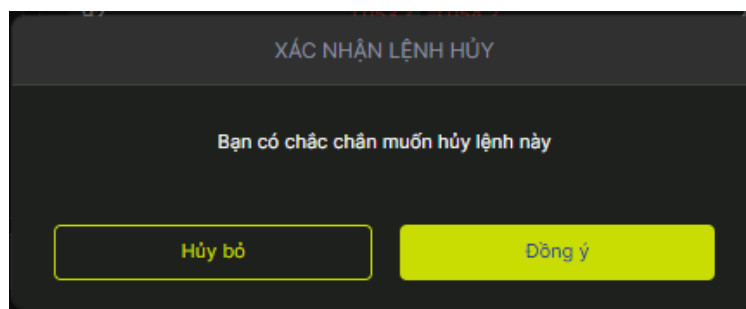 XÁC NHẬN LỆNH HỦY
Bạn có chắc chắn muốn hủy lệnh này
Hủy bỏ
Đồng ý